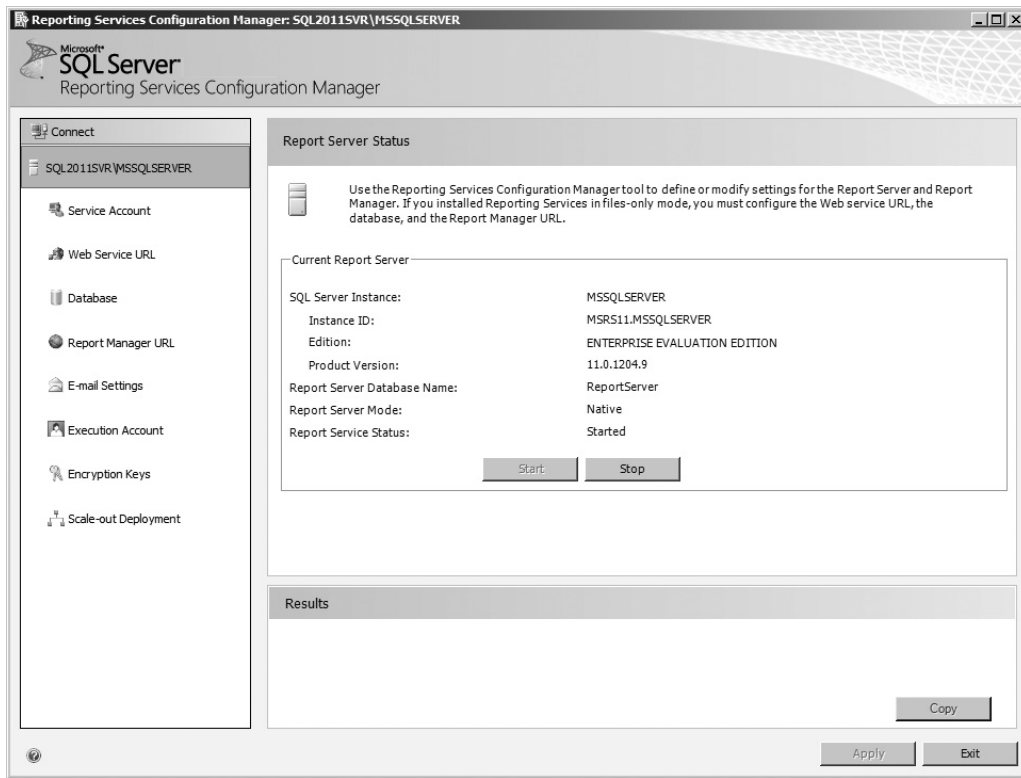 Reporting Services Configuration Manager: SQL2011SVR\MSSQLSERVER
Microsoft
SQL Server
Reporting Services Configuration Manager
Connect
SQL2011SVR\MSSQLSERVER
Service Account
Web Service URL
Database
Report Manager URL
E-mail Settings
Execution Account
Encryption Keys
Scale-out Deployment
Report Server Status
Use the Reporting Services Configuration Manager tool to define or modify settings for the Report Server and Report
Manager. If you installed Reporting Services in files-only mode, you must configure the Web service URL, the
database, and the Report Manager URL.
Current Report Server
SQL Server Instance: MSSQLSERVER
Instance ID: MSRS11.MSSQLSERVER
Edition: ENTERPRISE EVALUATION EDITION
Product Version: 11.0.1204.9
Report Server Database Name: ReportServer
Report Server Mode: Native
Report Service Status: Started
Start Stop
Results
Copy
Apply Exit